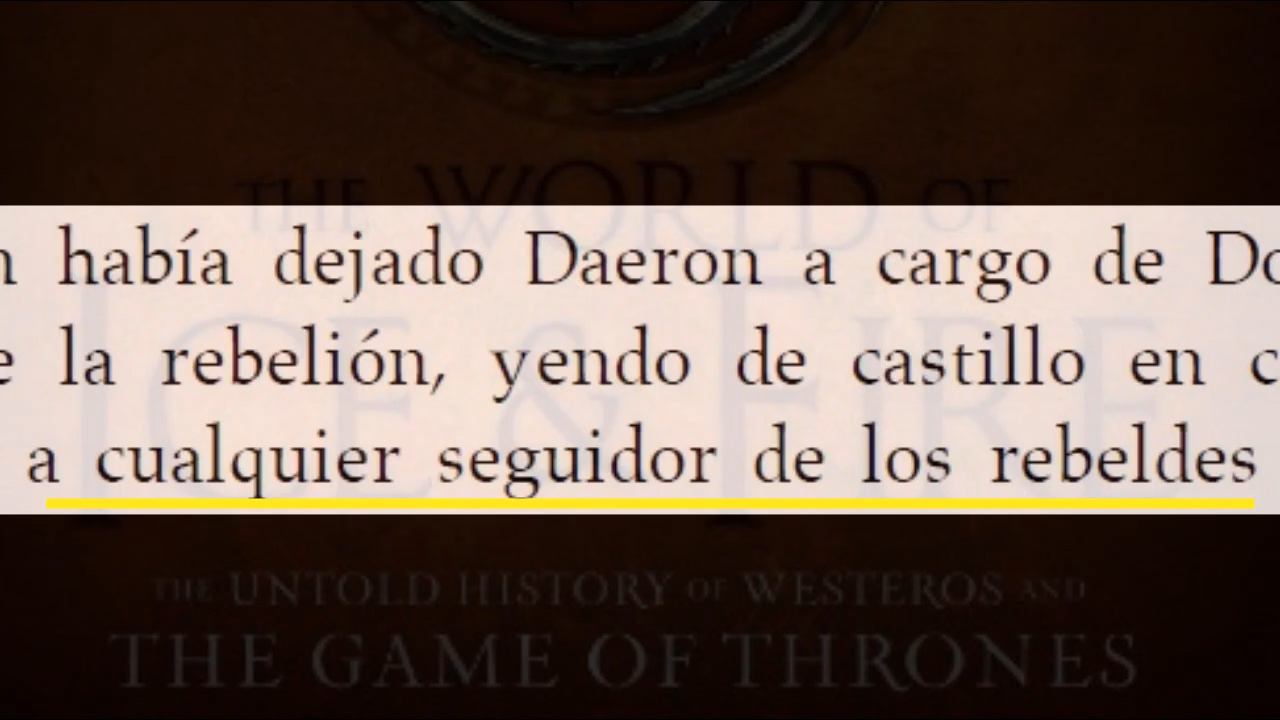 THE WORLD OF
n había dejado Daeron a cargo de Do
ICE & FIRE
e la rebelión, yendo de castillo en c
a cualquier seguidor de los rebeldes
THE UNTOLD HISTORY OF WESTEROS AND
THE GAME OF THRONES